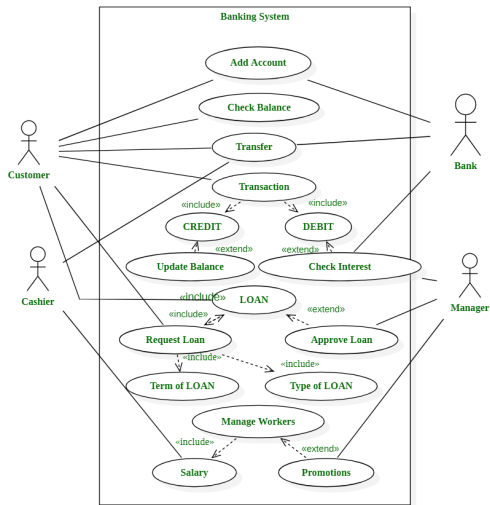 Banking System
Add Account
Check Balance
Customer
Transfer
Bank
Transaction
«include»
«include»
CREDIT
DEBIT
«extend»
«extend»
Update Balance
Check Interest
Cashier
Manager
«include»
LOAN
«include»
«extend»
Request Loan
Approve Loan
«include»
«include»
Term of LOAN
Type of LOAN
Manage Workers
«include»
«extend»
Salary
Promotions